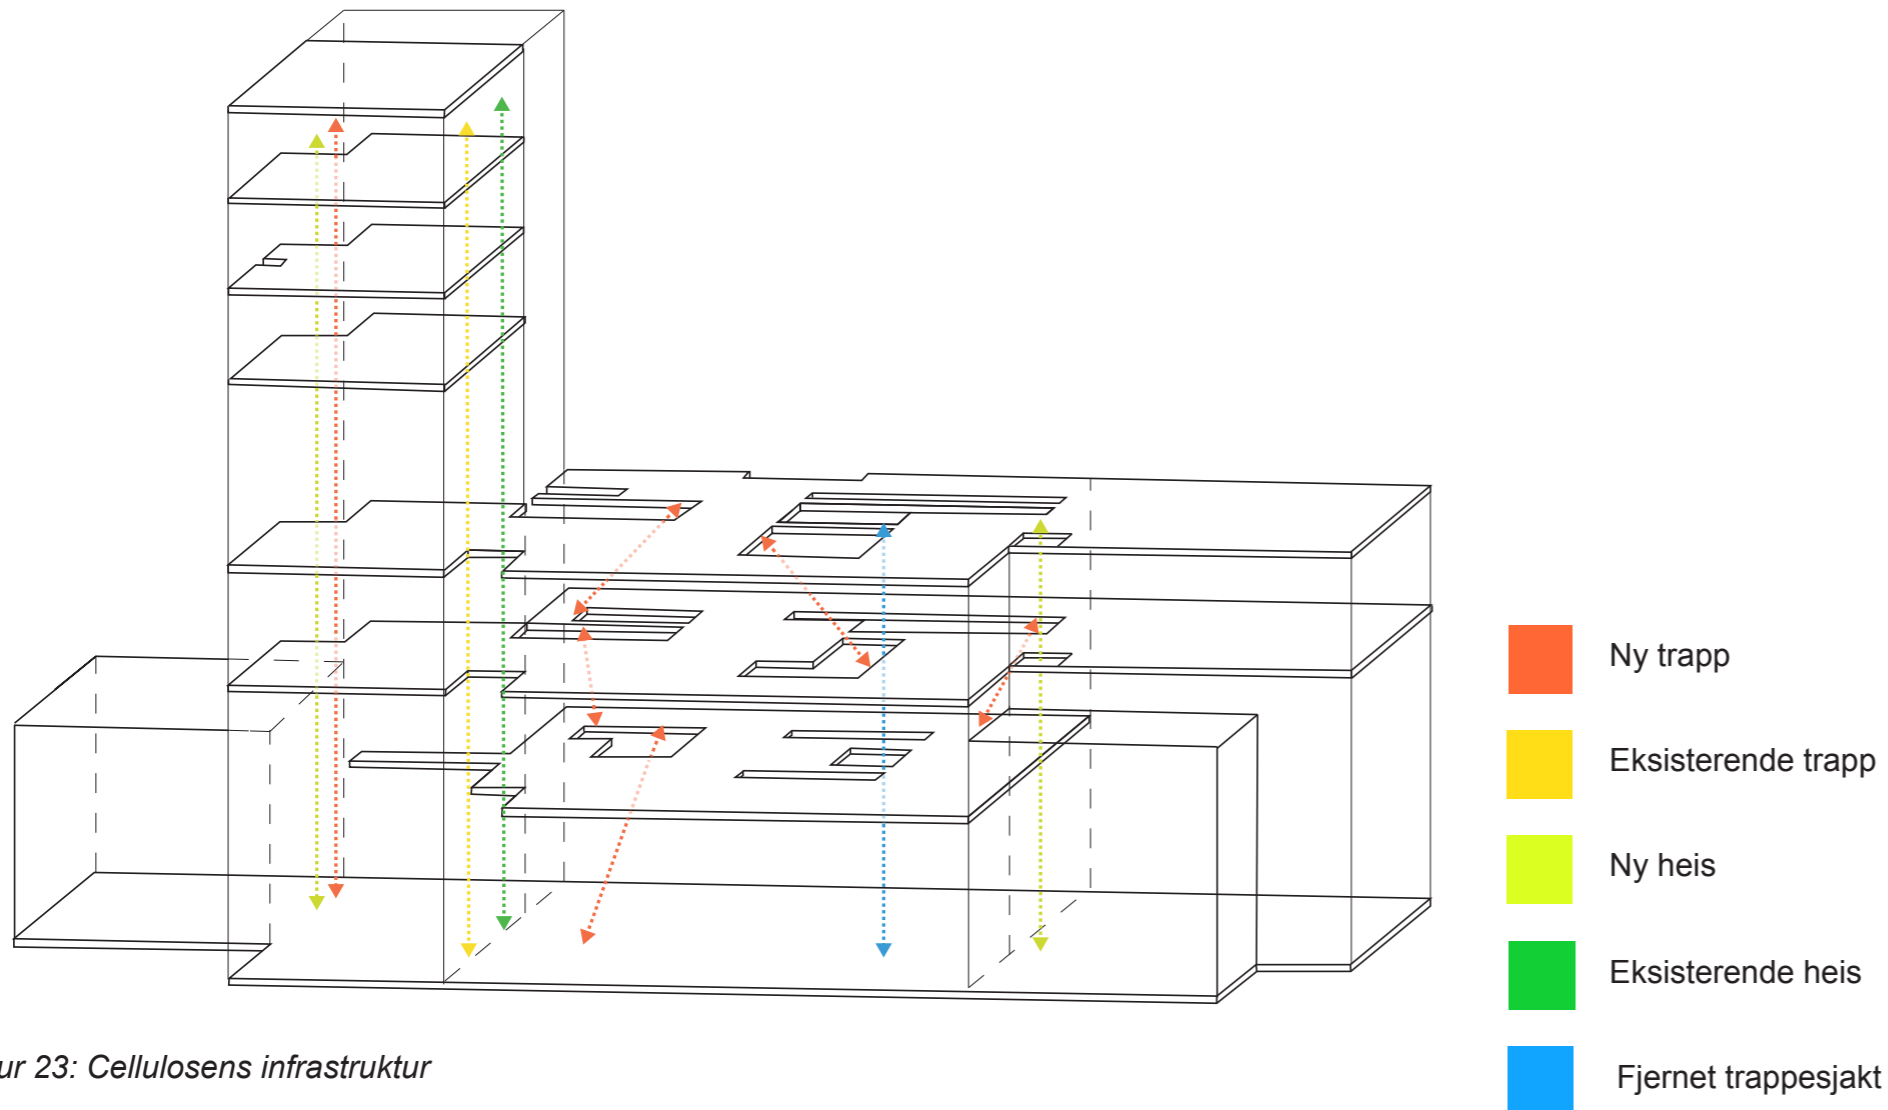 Ny trapp
Eksisterende trapp
Ny heis
Eksisterende heis
Fjernet trappesjakt
ur 23: Cellulosens infrastruktur